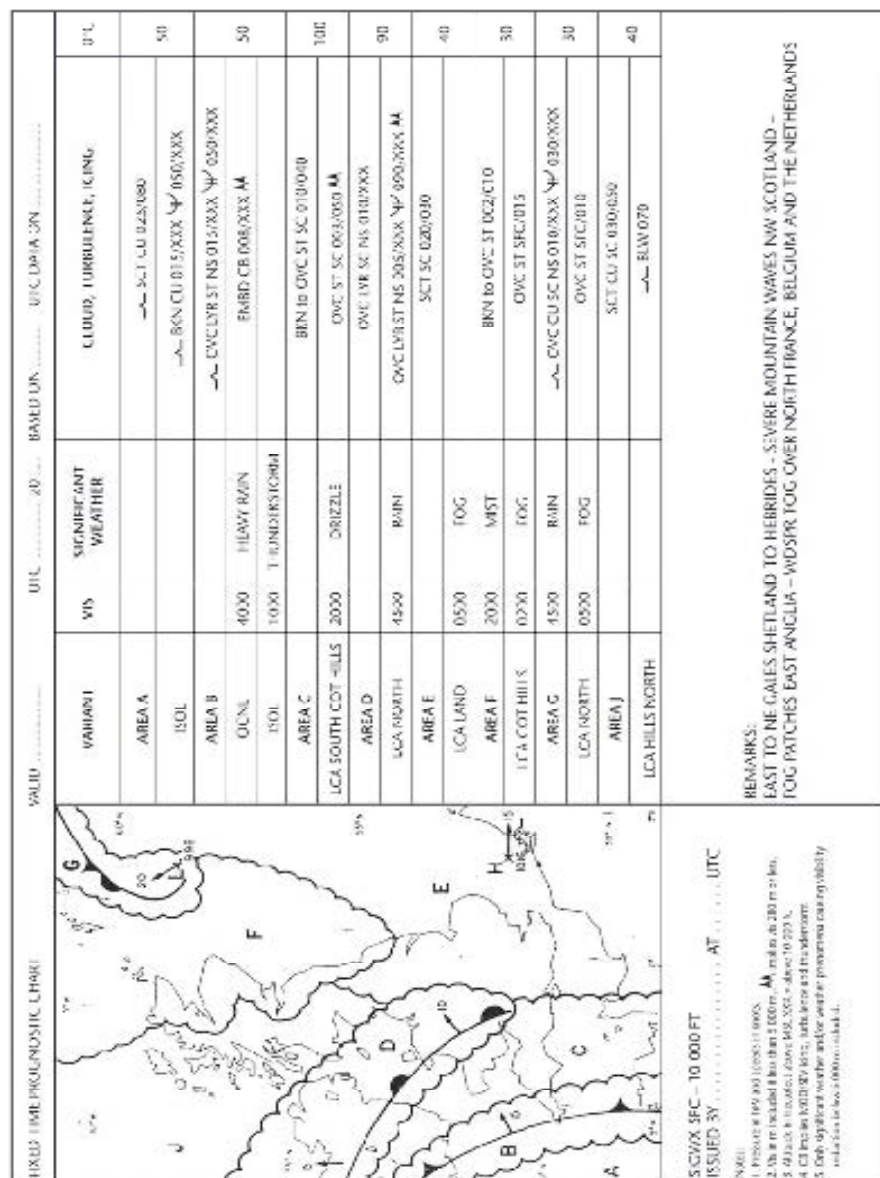 FIXED TIME PROGNOSTIC CHART VALID ............... UTC ............ 20 .... BASED ON ........ UTC DATA ON ...............
VARIANT VIS SIGNIFICANT WEATHER CLOUD, TURBULENCE, ICING 0°C
AREA A SCT CU 025/080
50
ISOL BKN CU 015/XXX 050/XXX
AREA B OVC LYR ST NS 015/XXX 050/XXX
OCNL 4000 HEAVY RAIN EMBD CB 008/XXX 50
ISOL 1000 THUNDERSTORM
AREA C BKN to OVC ST SC 010/040 100
LCA SOUTH COT HILLS 2000 DRIZZLE OVC ST SC 003/050
AREA D OVC LYR SC NS 010/XXX 90
LCA NORTH 4500 RAIN OVC LYR ST NS 005/XXX 090/XXX
AREA E SCT SC 020/030 40
LCA LAND 0500 FOG
AREA F 2000 MIST BKN to OVC ST 002/010 30
LCA COT HILLS 0200 FOG OVC ST SFC/015
AREA G 4500 RAIN OVC CU SC NS 010/XXX 030/XXX 30
LCA NORTH 0500 FOG OVC ST SFC/010
AREA J SCT CU SC 030/050 40
LCA HILLS NORTH BLW 070
G
20
L
F
J
D
10
E
H
15
C
B
A
SIGWX SFC – 10 000 FT
ISSUED BY ................ AT ....... UTC
REMARKS:
EAST TO NE GALES SHETLAND TO HEBRIDES – SEVERE MOUNTAIN WAVES NW SCOTLAND –
FOG PATCHES EAST ANGLIA – WDSPR FOG OVER NORTH FRANCE, BELGIUM AND THE NETHERLANDS